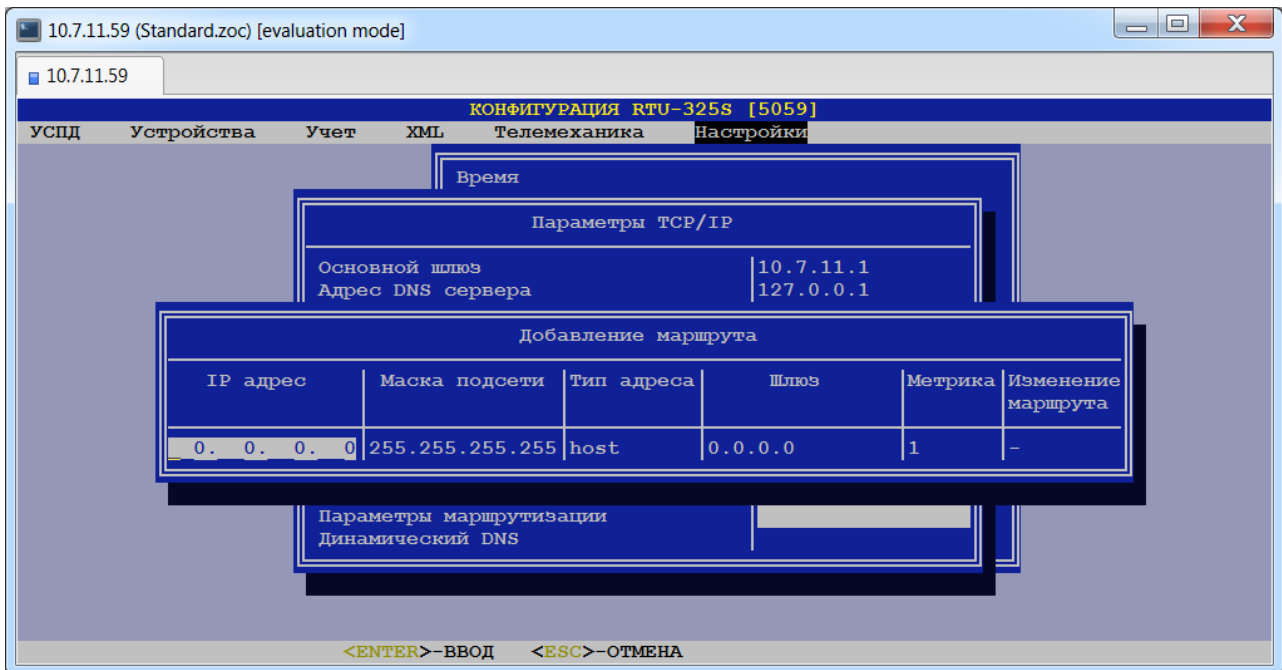 10.7.11.59 (Standard.zoc) [evaluation mode]
10.7.11.59
КОНФИГУРАЦИЯ RTU-325S [5059]
УСПД Устройства Учет XML Телемеханика Настройки
Время
Параметры TCP/IP
Основной шлюз 10.7.11.1
Адрес DNS сервера 127.0.0.1
Добавление маршрута
IP адрес Маска подсети Тип адреса Шлюз Метрика Изменение
маршрута
_ 0. 0. 0. 0 255.255.255.255 host 0.0.0.0 1 -
Параметры маршрутизации
Динамический DNS
<ENTER>-ВВОД <ESC>-ОТМЕНА